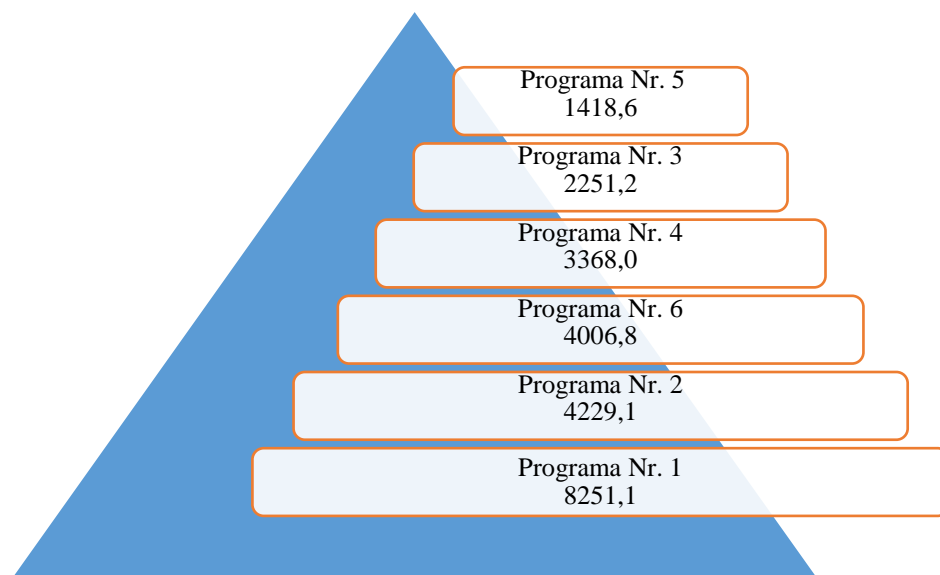 Programa Nr. 5
1418,6
Programa Nr. 3
2251,2
Programa Nr. 4
3368,0
Programa Nr. 6
4006,8
Programa Nr. 2
4229,1
Programa Nr. 1
8251,1